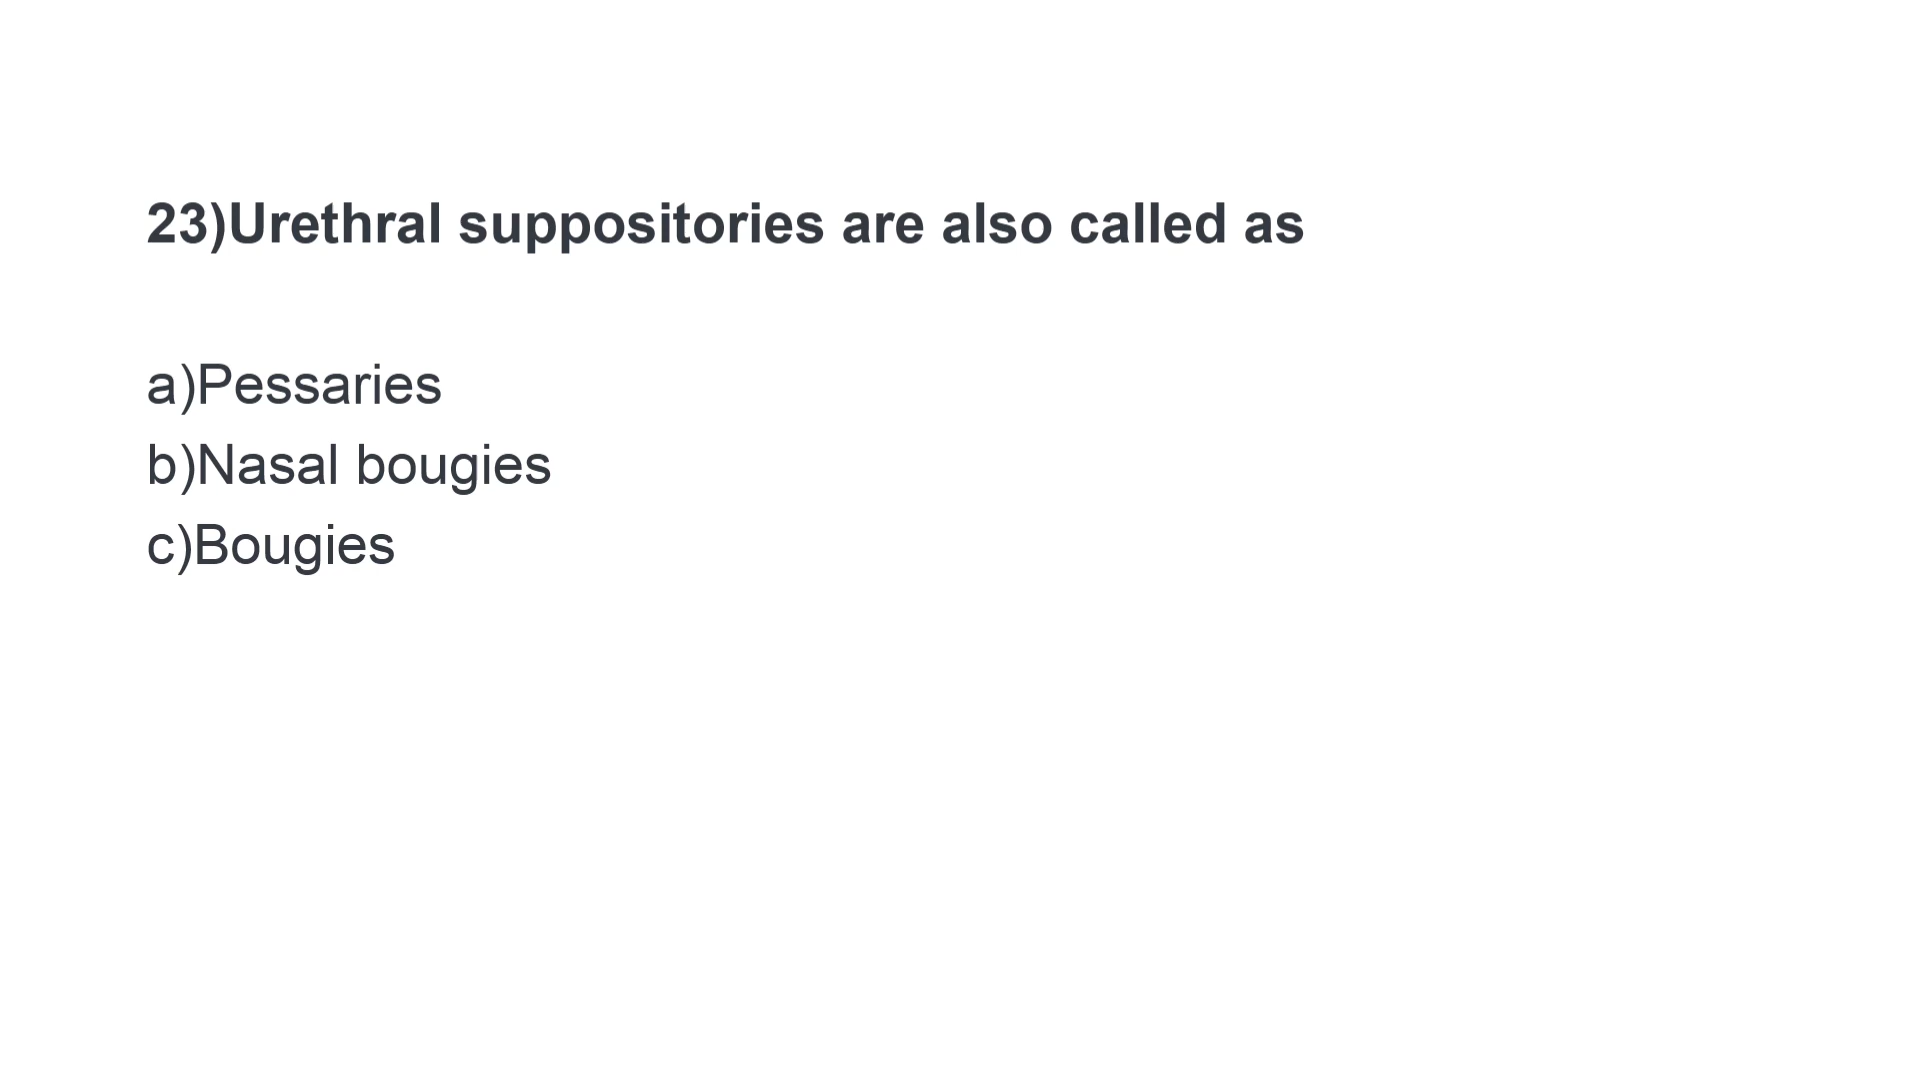 23)Urethral suppositories are also called as
a)Pessaries
b)Nasal bougies
c)Bougies